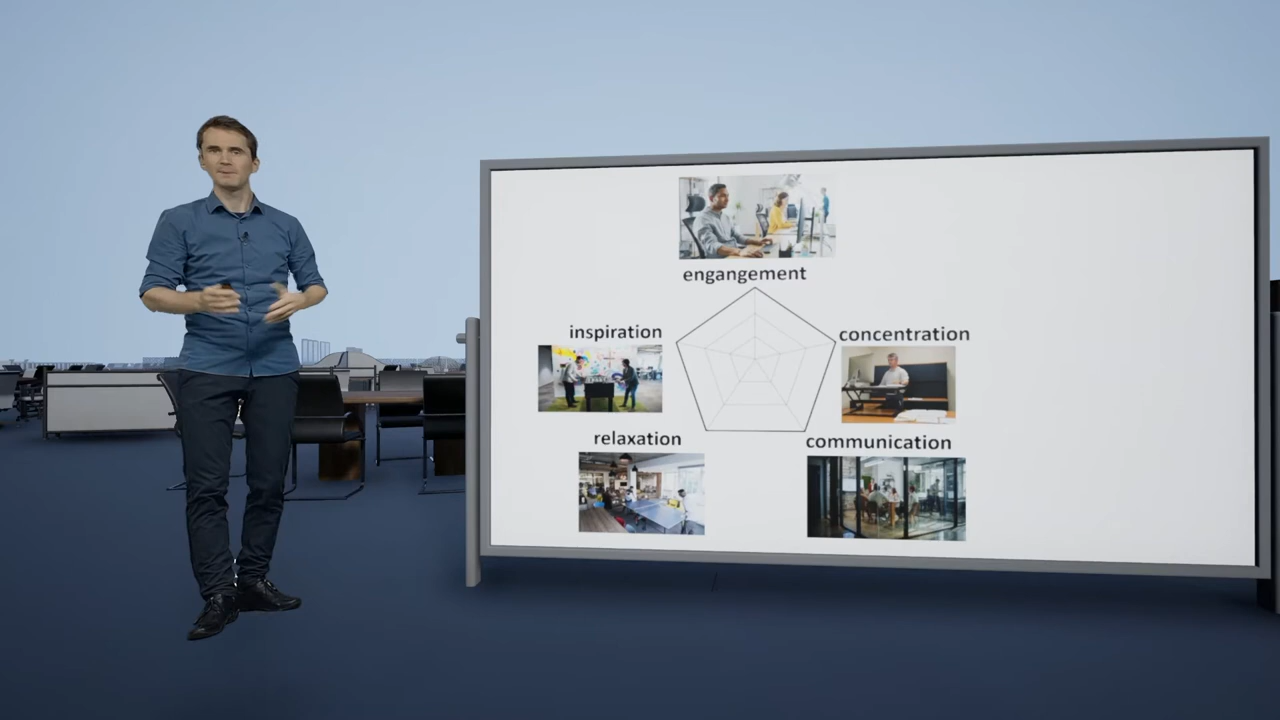 engangement
inspiration
concentration
relaxation
communication